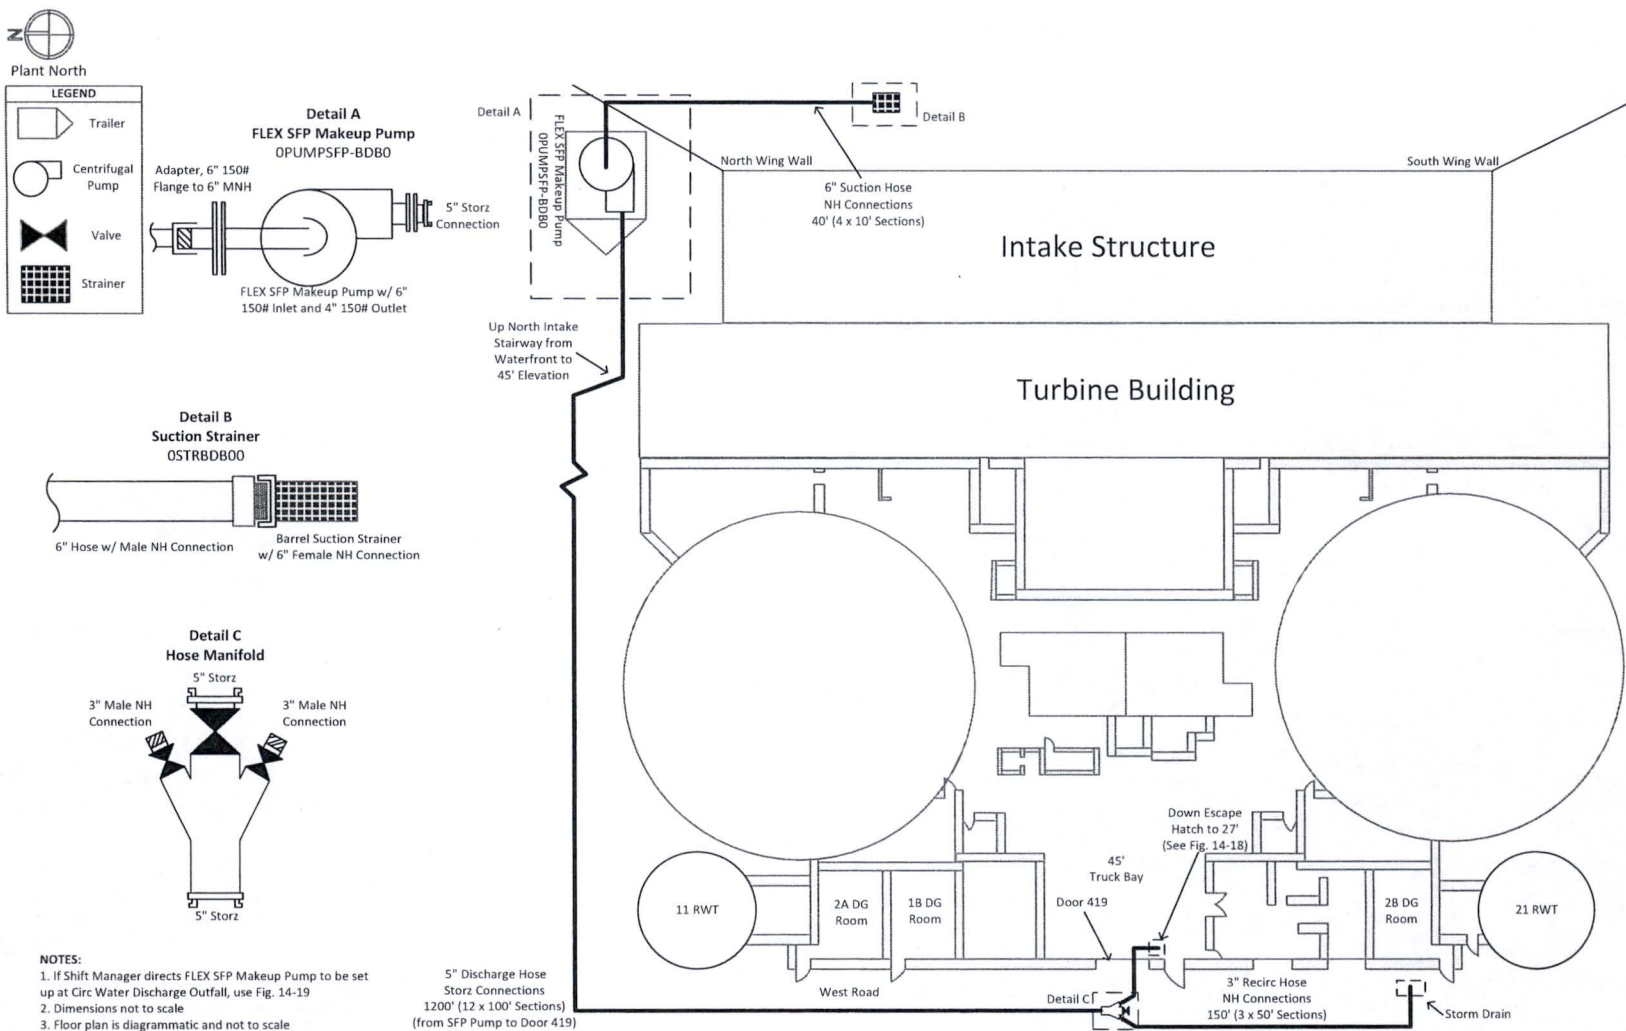 N
Plant North
LEGEND
Trailer
Centrifugal
Pump
Valve
Strainer
Detail A
FLEX SFP Makeup Pump
0PUMPSFP-BDB0
Adapter, 6" 150#
Flange to 6" MNH
5" Storz
Connection
FLEX SFP Makeup Pump w/ 6"
150# Inlet and 4" 150# Outlet
Detail B
Suction Strainer
0STRBDB00
6" Hose w/ Male NH Connection
Barrel Suction Strainer
w/ 6" Female NH Connection
Detail C
Hose Manifold
5" Storz
3" Male NH
Connection
3" Male NH
Connection
5" Storz
NOTES:
1. If Shift Manager directs FLEX SFP Makeup Pump to be set
up at Circ Water Discharge Outfall, use Fig. 14-19
2. Dimensions not to scale
3. Floor plan is diagrammatic and not to scale
Detail A
FLEX SFP Makeup Pump
0PUMPSFP-BDB0
Detail B
North Wing Wall
South Wing Wall
6" Suction Hose
NH Connections
40' (4 x 10' Sections)
Intake Structure
Up North Intake
Stairway from
Waterfront to
45' Elevation
Turbine Building
Down Escape
Hatch to 27'
(See Fig. 14-18)
45'
Truck Bay
Door 419
11 RWT
2A DG
Room
1B DG
Room
2B DG
Room
21 RWT
5" Discharge Hose
Storz Connections
1200' (12 x 100' Sections)
(from SFP Pump to Door 419)
West Road
Detail C
3" Recirc Hose
NH Connections
150' (3 x 50' Sections)
Storm Drain